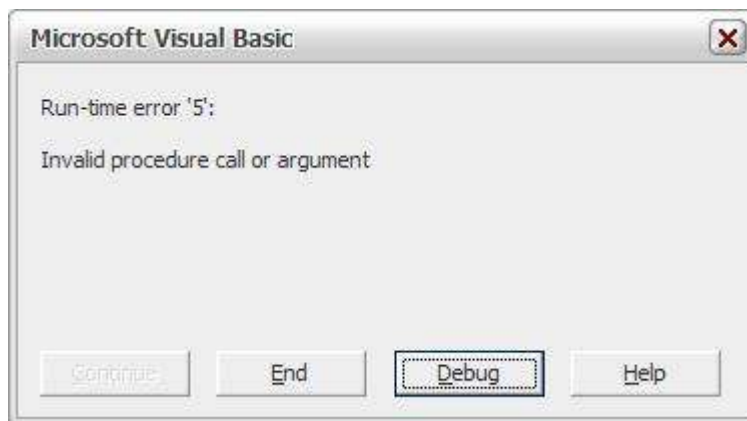 Microsoft Visual Basic
Run-time error '5':
Invalid procedure call or argument
Continue End Debug Help